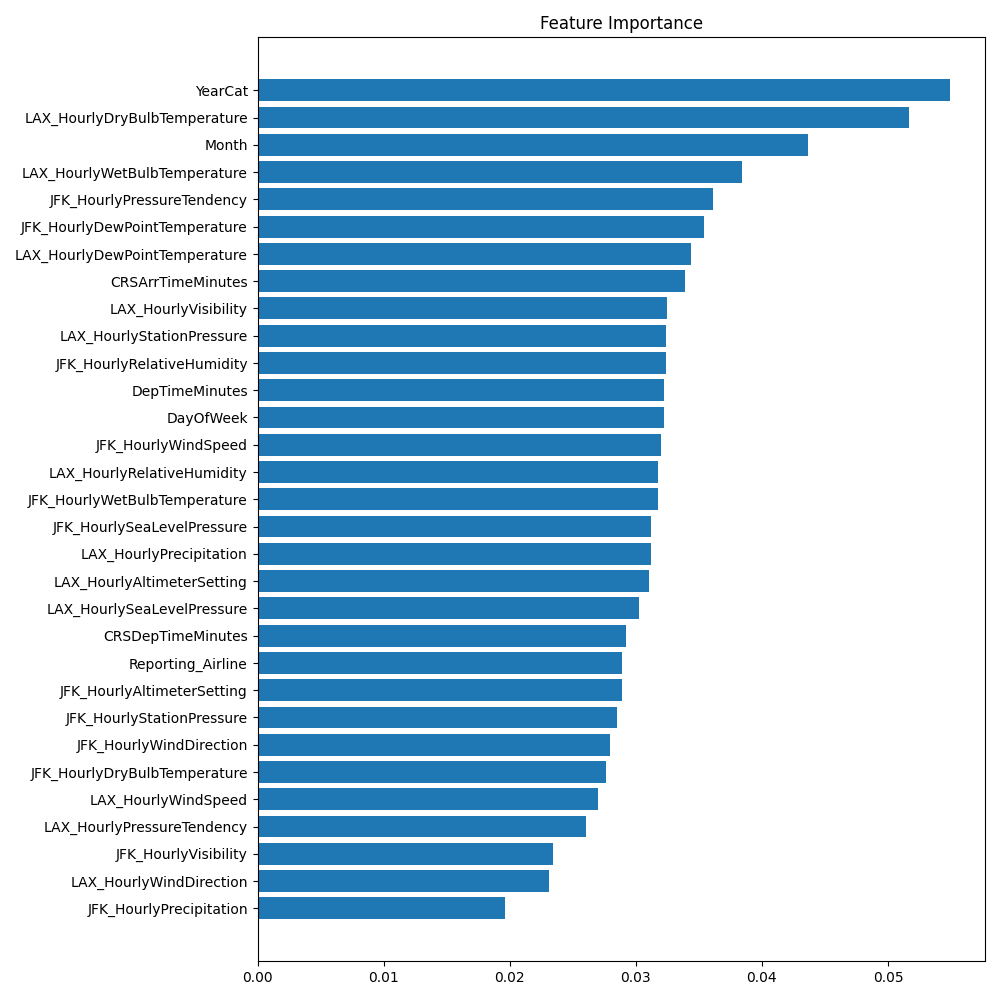 Feature Importance
YearCat
LAX_HourlyDryBulbTemperature
Month
LAX_HourlyWetBulbTemperature
JFK_HourlyPressureTendency
JFK_HourlyDewPointTemperature
LAX_HourlyDewPointTemperature
CRSArrTimeMinutes
LAX_HourlyVisibility
LAX_HourlyStationPressure
JFK_HourlyRelativeHumidity
DepTimeMinutes
DayOfWeek
JFK_HourlyWindSpeed
LAX_HourlyRelativeHumidity
JFK_HourlyWetBulbTemperature
JFK_HourlySeaLevelPressure
LAX_HourlyPrecipitation
LAX_HourlyAltimeterSetting
LAX_HourlySeaLevelPressure
CRSDepTimeMinutes
Reporting_Airline
JFK_HourlyAltimeterSetting
JFK_HourlyStationPressure
JFK_HourlyWindDirection
JFK_HourlyDryBulbTemperature
LAX_HourlyWindSpeed
LAX_HourlyPressureTendency
JFK_HourlyVisibility
LAX_HourlyWindDirection
JFK_HourlyPrecipitation
0.00 0.01 0.02 0.03 0.04 0.05